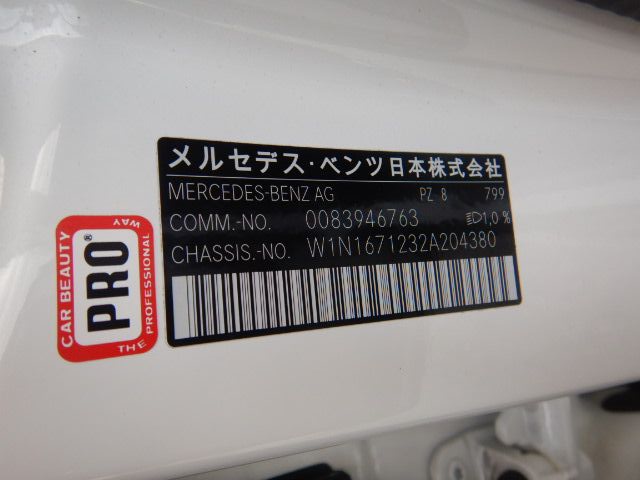 メルセデス・ベンツ日本株式会社
MERCEDES-BENZ AG PZ 8 799
COMM.-NO. 0083946763 1,0 %
CHASSIS.-NO. W1N1671232A204380
CAR BEAUTY
PRO®
THE PROFESSIONAL WAY